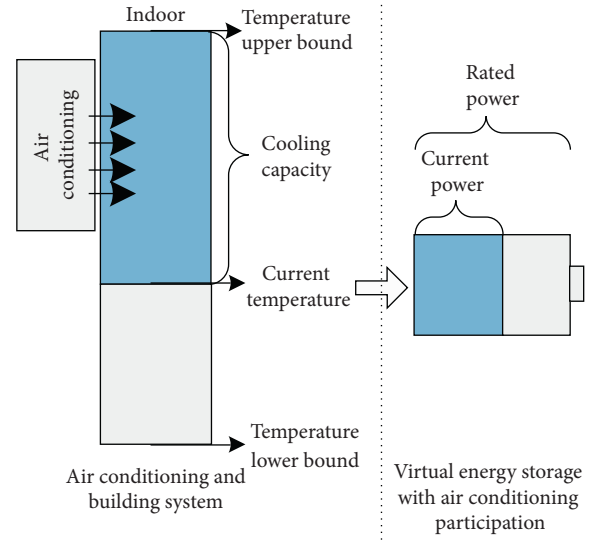 Indoor
Temperature
upper bound
Air
conditioning
Cooling
capacity
Current
temperature
Temperature
lower bound
Air conditioning and
building system
Rated
power
Current
power
Virtual energy storage
with air conditioning
participation